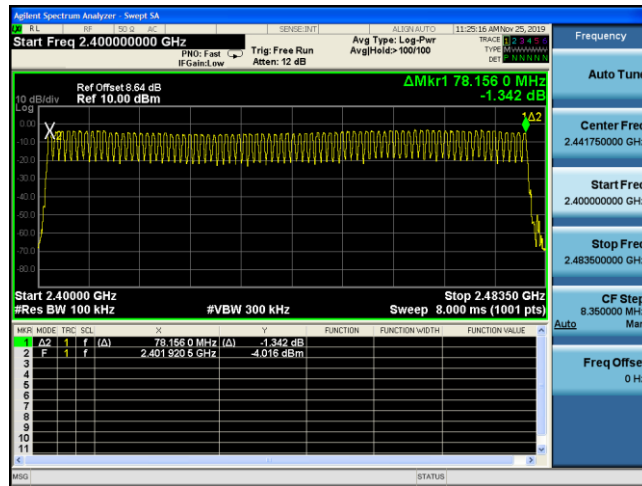 Agilent Spectrum Analyzer - Swept SA
RL RF 50 Ω AC SENSE:INT ALIGNAUTO 11:25:16 AM Nov 25, 2019
Start Freq 2.400000000 GHz
PNO: Fast
IFGain:Low
Trig: Free Run
Atten: 12 dB
Avg Type: Log-Pwr
Avg|Hold:>100/100
TRACE 1 2 3 4 5 6
TYPE M
DET P N N N N N
Ref Offset 8.64 dB
Ref 10.00 dBm
10 dB/div
Log
ΔMkr1 78.156 0 MHz
-1.342 dB
0.00
-10.0
-20.0
-30.0
-40.0
-50.0
-60.0
-70.0
-80.0
X2
1Δ2
Start 2.40000 GHz
Stop 2.48350 GHz
#Res BW 100 kHz
#VBW 300 kHz
Sweep 8.000 ms (1001 pts)
MKR MODE TRC SCL X Y FUNCTION FUNCTION WIDTH FUNCTION VALUE
1 Δ2 1 f (Δ) 78.156 0 MHz (Δ) -1.342 dB
2 F 1 f 2.401 920 5 GHz -4.016 dBm
3
4
5
6
7
8
9
10
11
MSG
STATUS
Frequency
Auto Tune
Center Freq
2.441750000 GHz
Start Freq
2.400000000 GHz
Stop Freq
2.483500000 GHz
CF Step
8.350000 MHz
Auto Man
Freq Offset
0 Hz